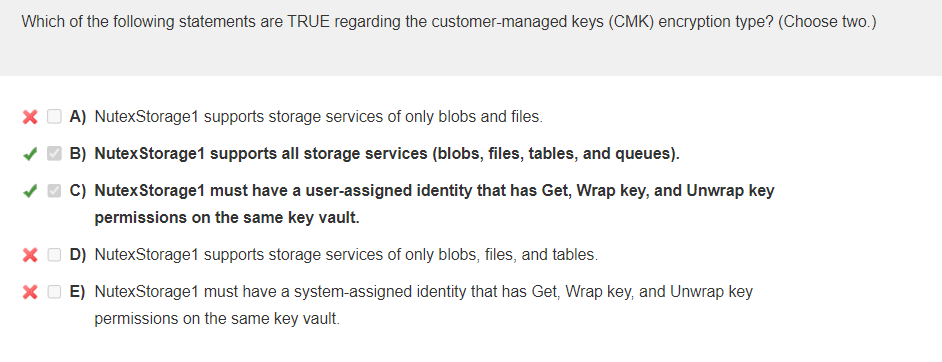 Which of the following statements are TRUE regarding the customer-managed keys (CMK) encryption type? (Choose two.)
A) NutexStorage1 supports storage services of only blobs and files.
B) NutexStorage1 supports all storage services (blobs, files, tables, and queues).
C) NutexStorage1 must have a user-assigned identity that has Get, Wrap key, and Unwrap key
permissions on the same key vault.
D) NutexStorage1 supports storage services of only blobs, files, and tables.
E) NutexStorage1 must have a system-assigned identity that has Get, Wrap key, and Unwrap key
permissions on the same key vault.